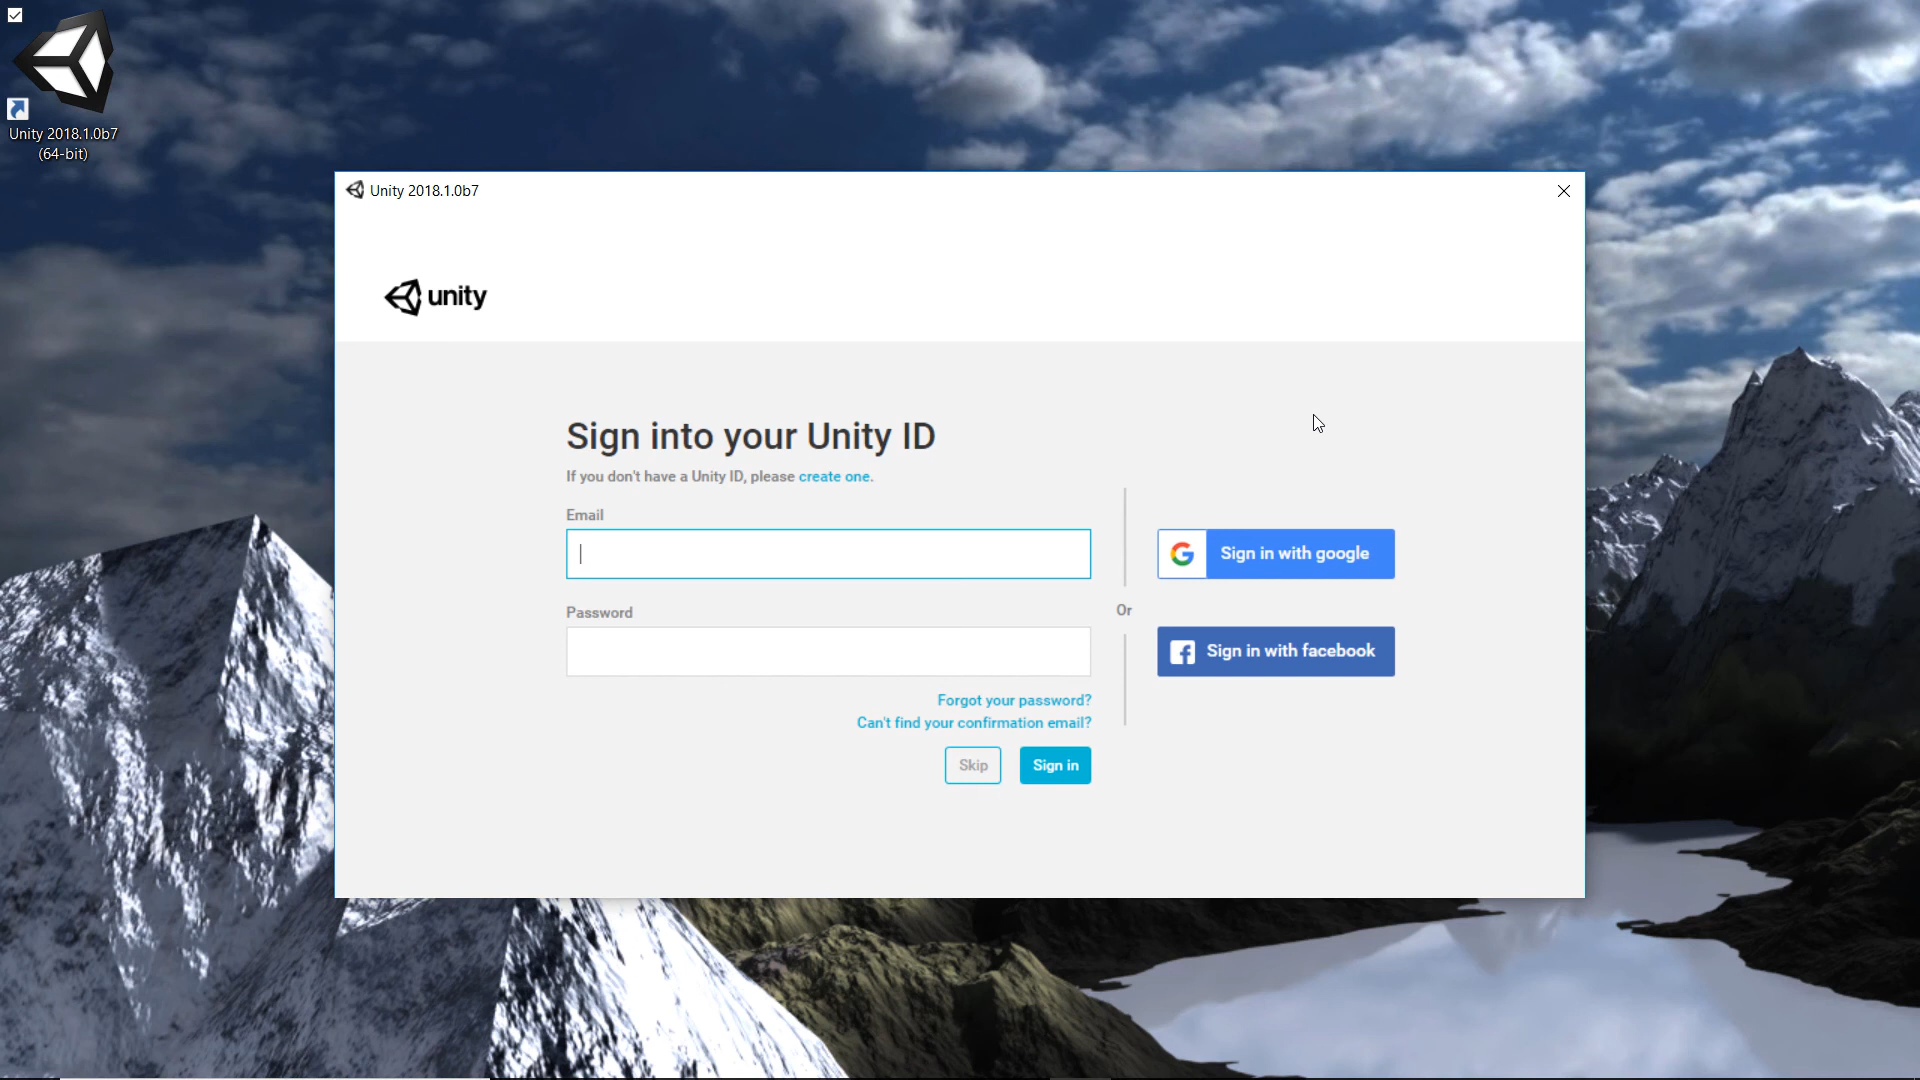 Unity 2018.1.0b7
(64-bit)
Unity 2018.1.0b7
unity
Sign into your Unity ID
If you don't have a Unity ID, please create one.
Email
Sign in with google
Password
Or
Sign in with facebook
Forgot your password?
Can't find your confirmation email?
Skip
Sign in